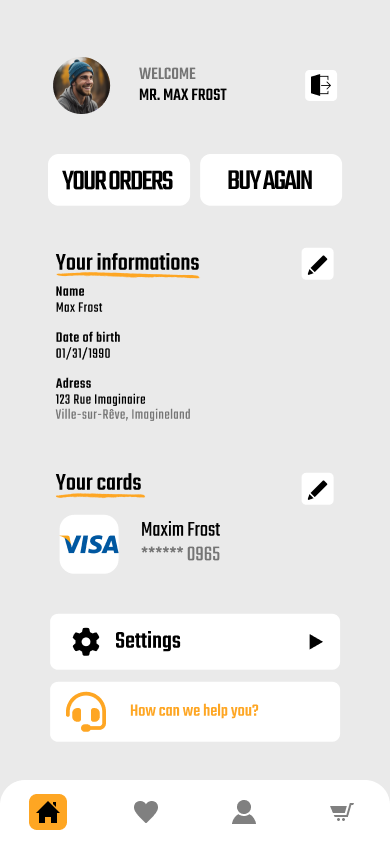 WELCOME
MR. MAX FROST
YOUR ORDERS
BUY AGAIN
Your informations
Name
Max Frost
Date of birth
01/31/1990
Adress
123 Rue Imaginaire
Ville-sur-Rêve, Imagineland
Your cards
VISA
Maxim Frost
****** 0965
Settings
How can we help you?